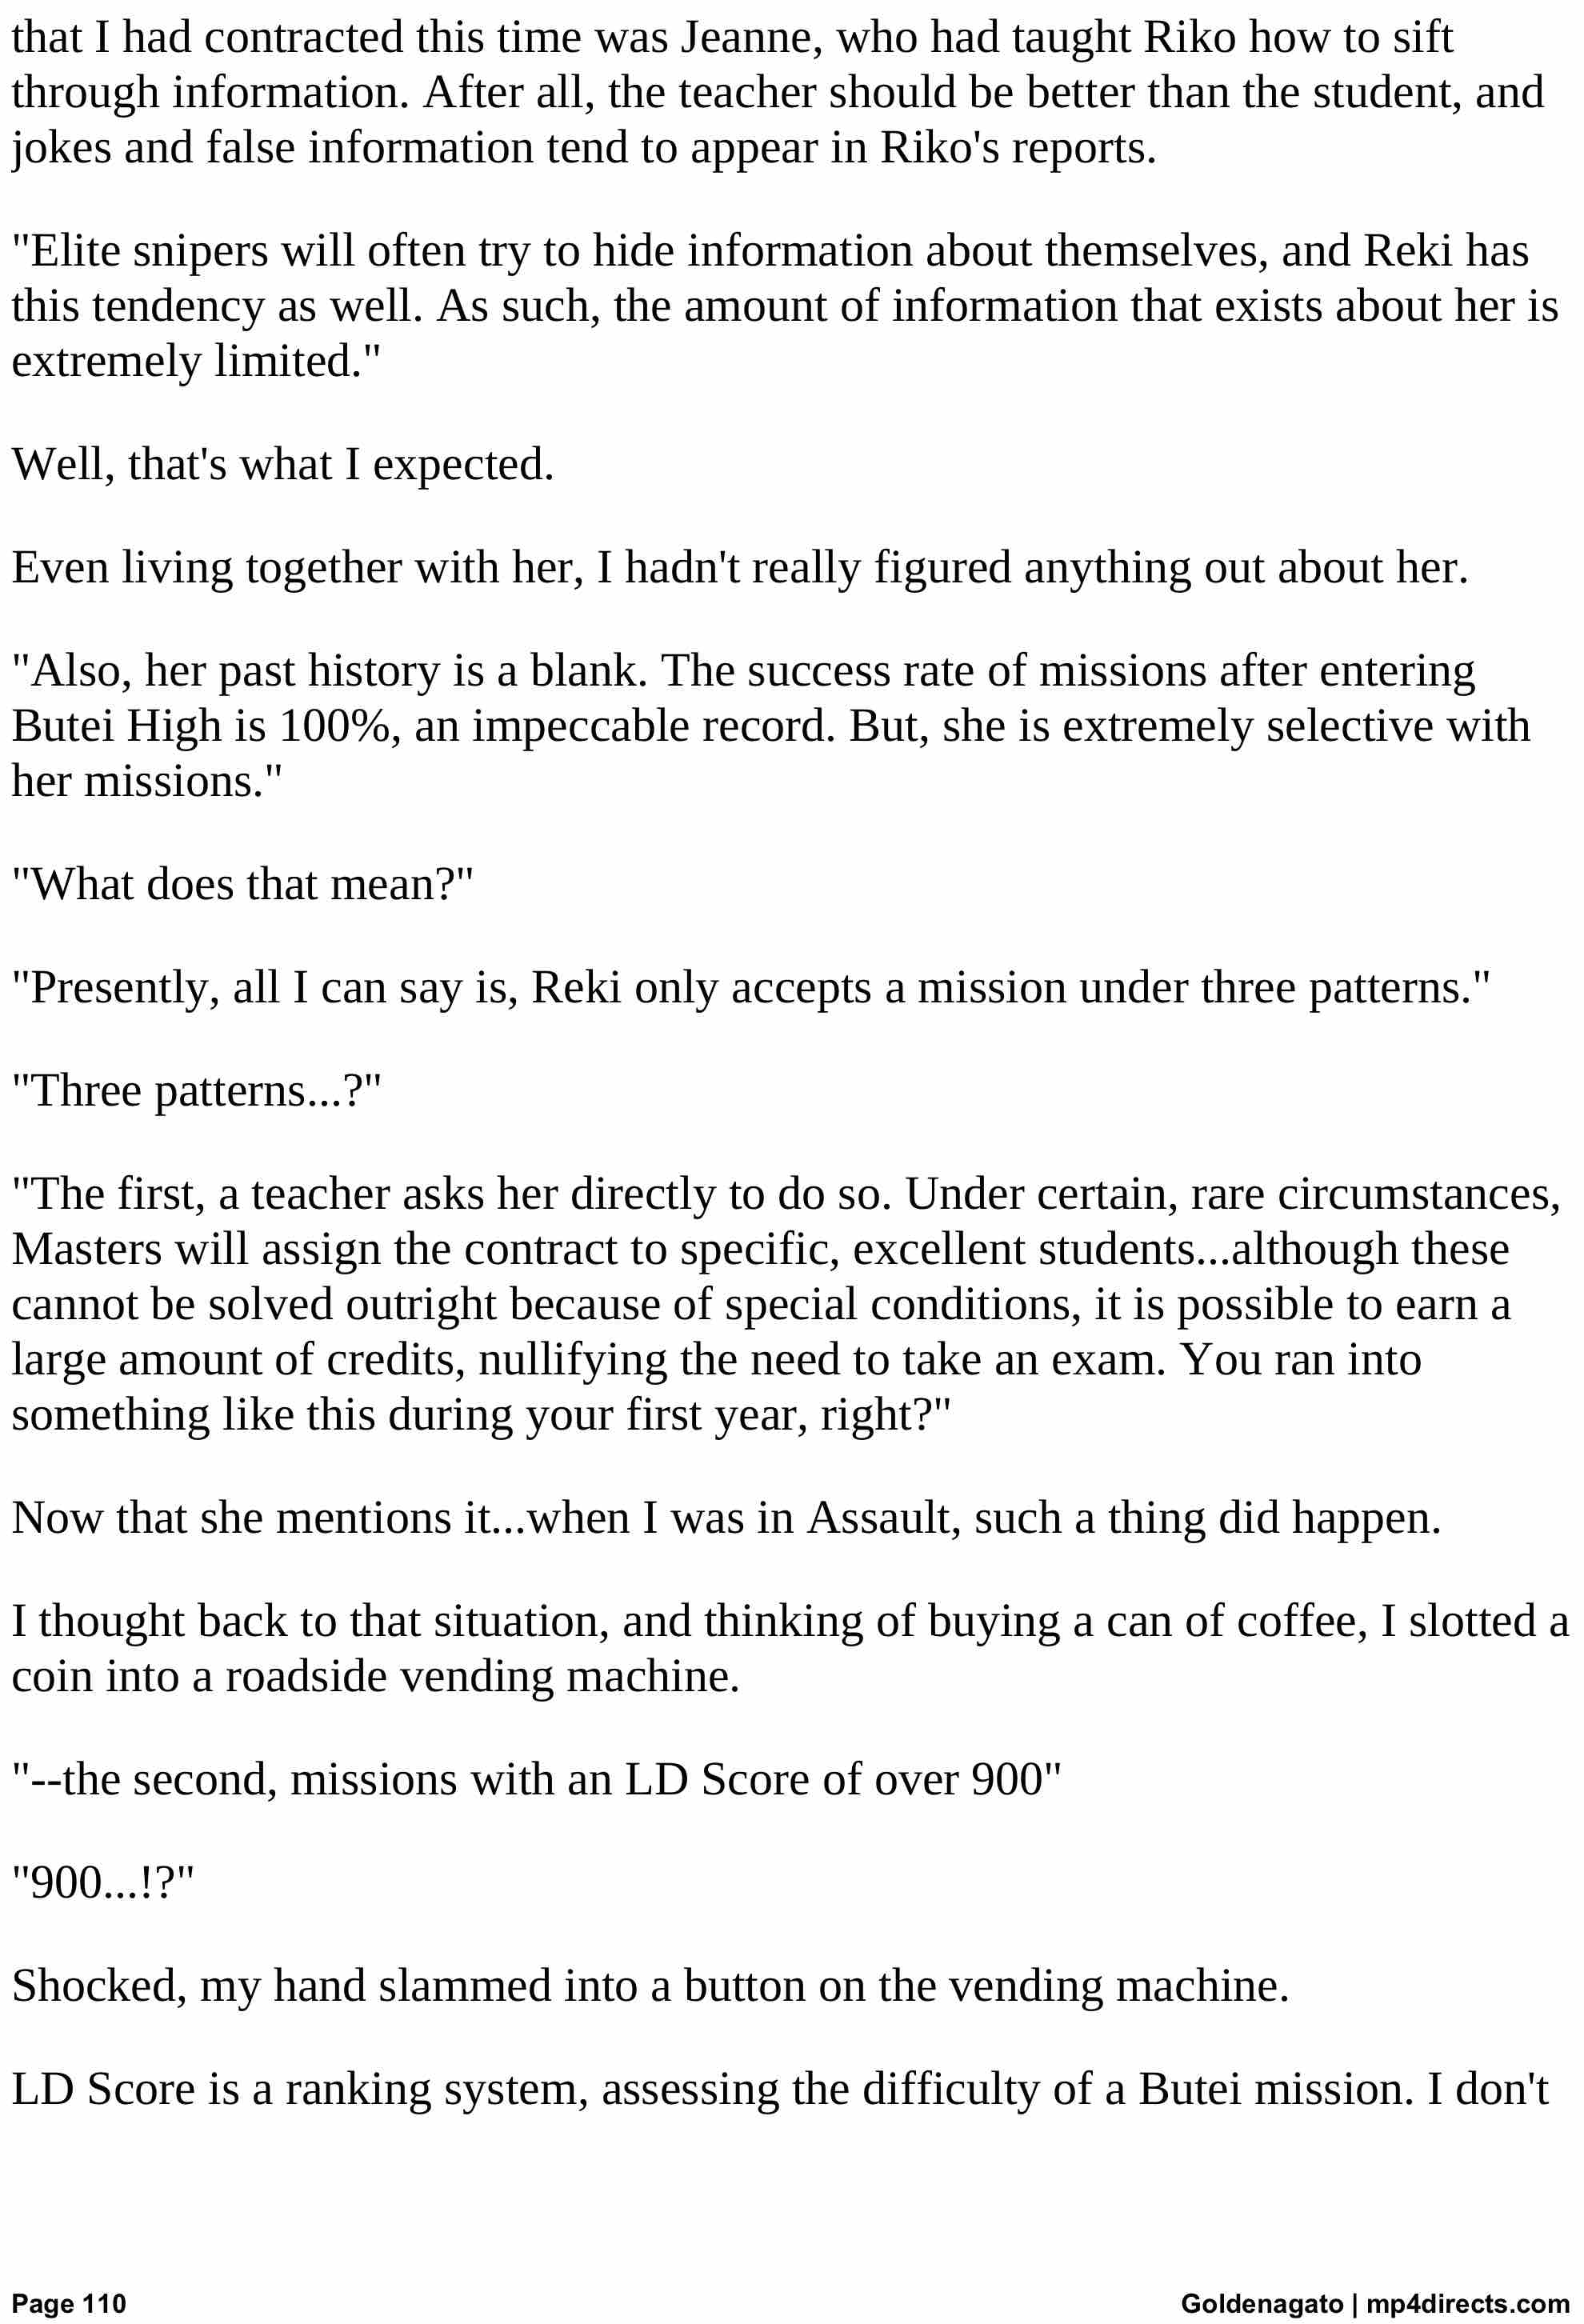 that I had contracted this time was Jeanne, who had taught Riko how to sift
through information. After all, the teacher should be better than the student, and
jokes and false information tend to appear in Riko's reports.
"Elite snipers will often try to hide information about themselves, and Reki has
this tendency as well. As such, the amount of information that exists about her is
extremely limited."
Well, that's what I expected.
Even living together with her, I hadn't really figured anything out about her.
"Also, her past history is a blank. The success rate of missions after entering
Butei High is 100%, an impeccable record. But, she is extremely selective with
her missions."
"What does that mean?"
"Presently, all I can say is, Reki only accepts a mission under three patterns."
"Three patterns...?"
"The first, a teacher asks her directly to do so. Under certain, rare circumstances,
Masters will assign the contract to specific, excellent students...although these
cannot be solved outright because of special conditions, it is possible to earn a
large amount of credits, nullifying the need to take an exam. You ran into
something like this during your first year, right?"
Now that she mentions it...when I was in Assault, such a thing did happen.
I thought back to that situation, and thinking of buying a can of coffee, I slotted a
coin into a roadside vending machine.
"--the second, missions with an LD Score of over 900"
"900...!?"
Shocked, my hand slammed into a button on the vending machine.
LD Score is a ranking system, assessing the difficulty of a Butei mission. I don't
Page 110
Goldenagato | mp4directs.com